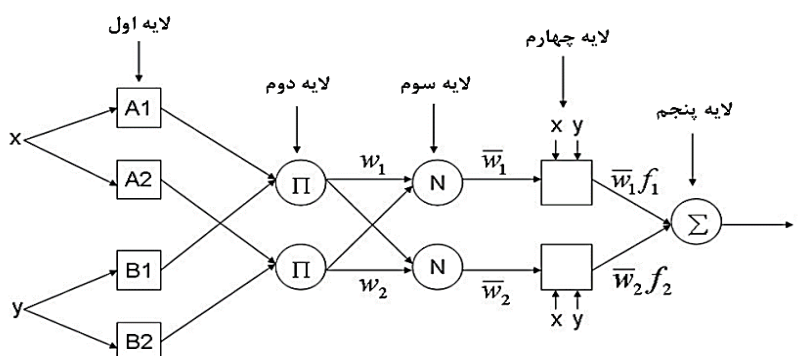 لایه اول
لایه دوم
لایه سوم
لایه چهارم
لایه پنجم
x
y
A1
A2
B1
B2
Π
Π
w₁
w₂
N
N
w̅₁
w̅₂
x y
x y
w̅₁f₁
w̅₂f₂
Σ